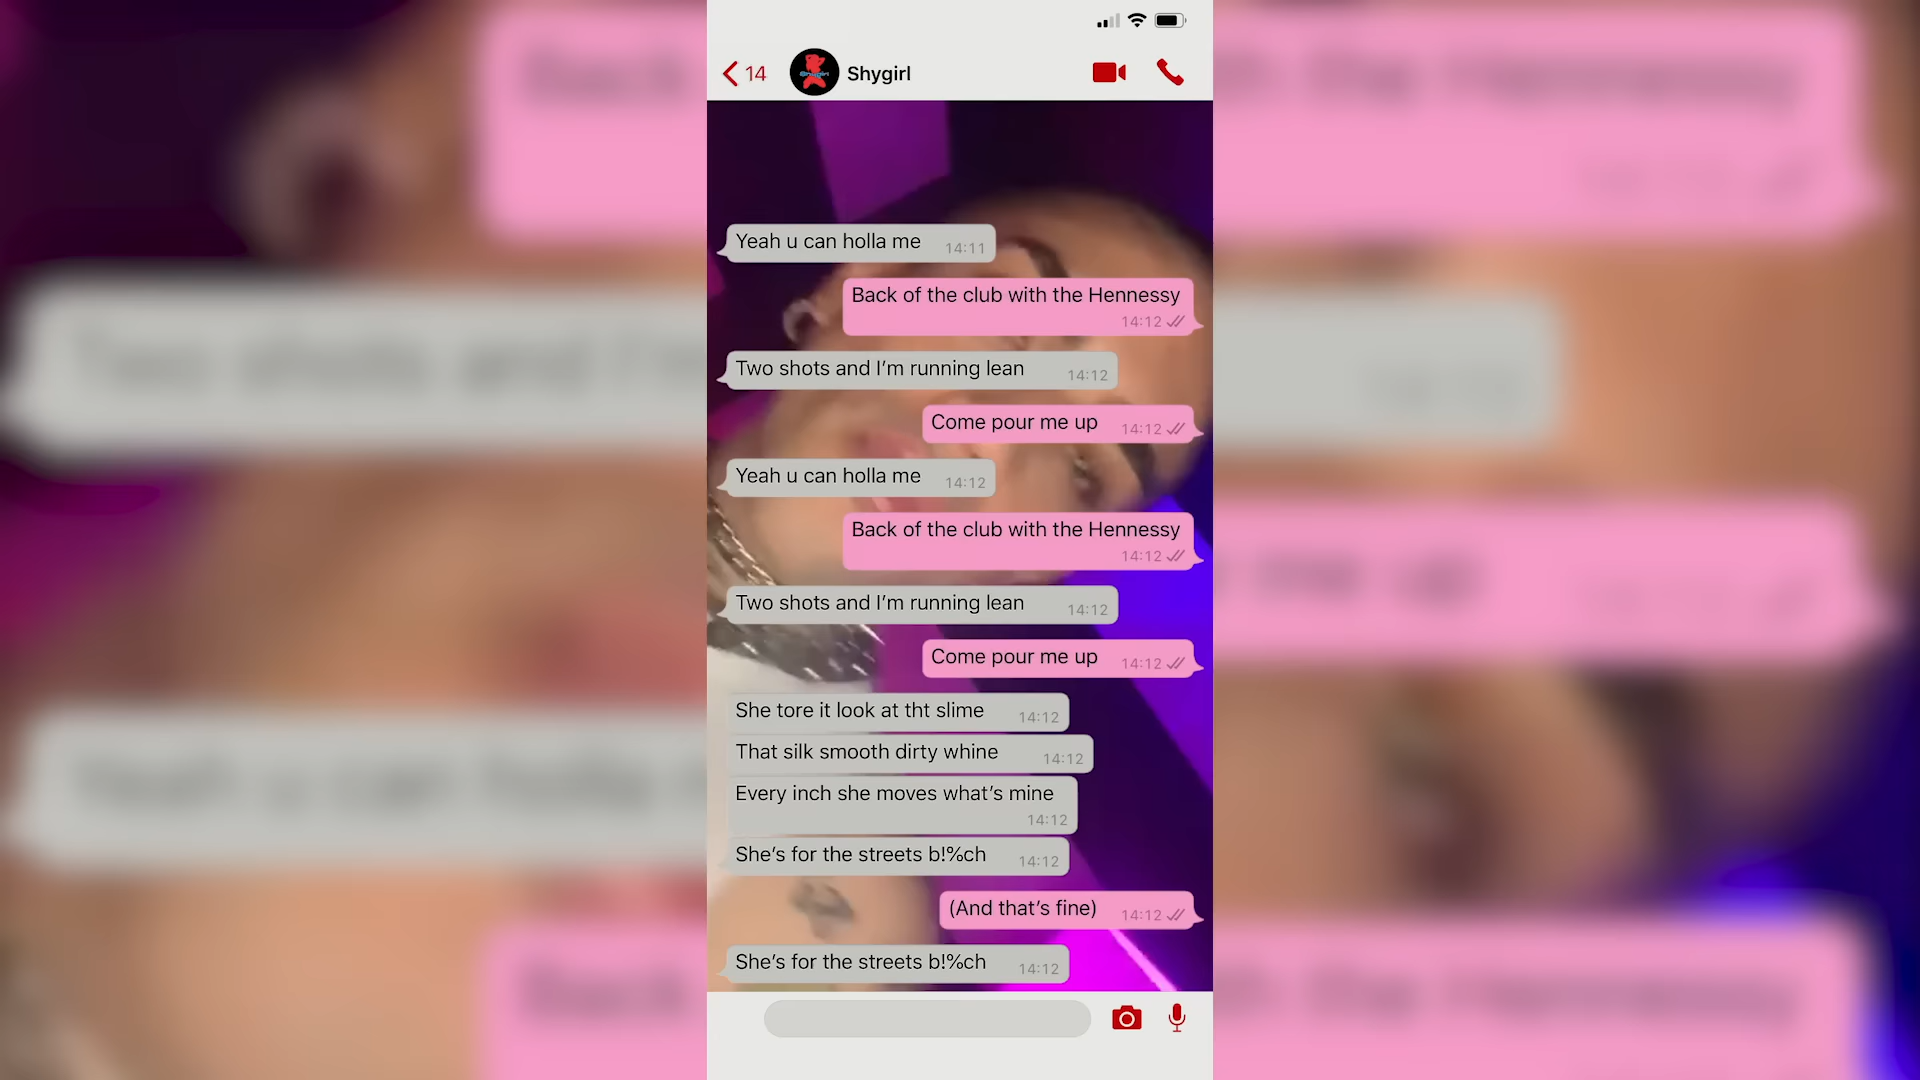 14
Shygirl
Shygirl
Yeah u can holla me
14:11
Back of the club with the Hennessy
14:12
Two shots and I’m running lean
14:12
Come pour me up
14:12
Yeah u can holla me
14:12
Back of the club with the Hennessy
14:12
Two shots and I’m running lean
14:12
Come pour me up
14:12
She tore it look at tht slime
14:12
That silk smooth dirty whine
14:12
Every inch she moves what’s mine
14:12
She’s for the streets b!%ch
14:12
(And that’s fine)
14:12
She’s for the streets b!%ch
14:12